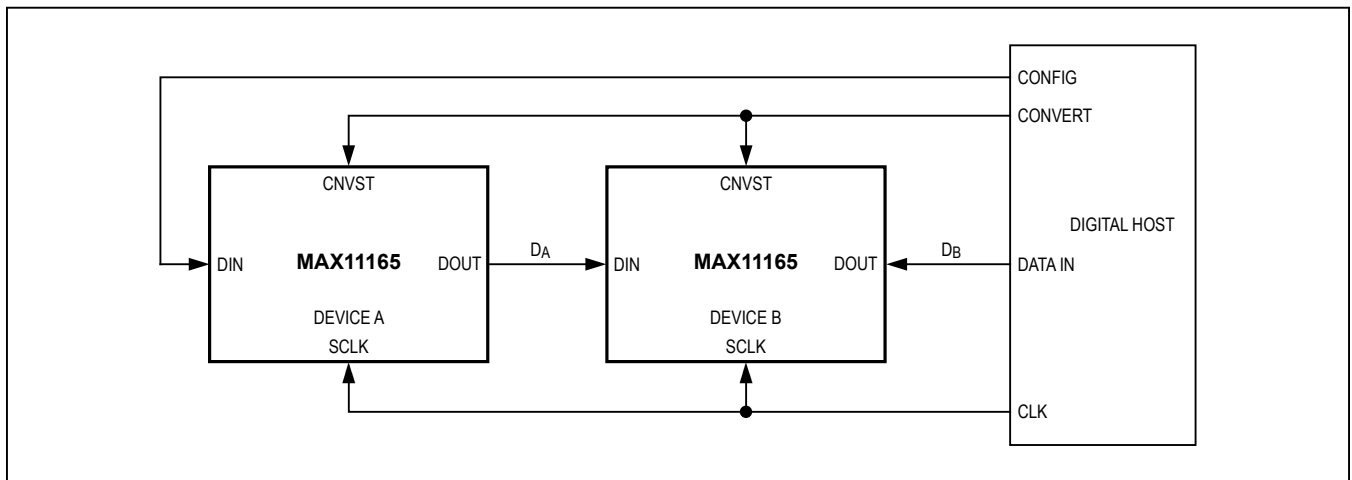 CONFIG
CONVERT
CNVST
CNVST
DIGITAL HOST
DIN
MAX11165
DOUT
DA
DIN
MAX11165
DOUT
DB
DATA IN
DEVICE A
DEVICE B
SCLK
SCLK
CLK